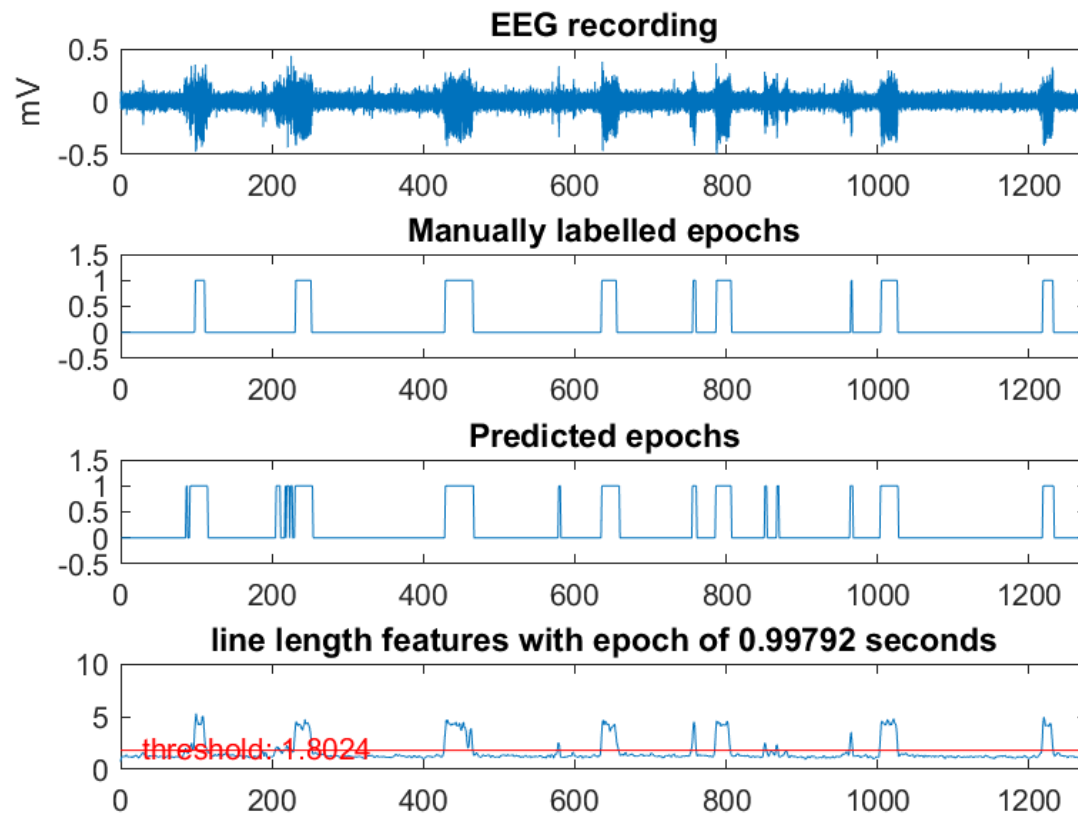 EEG recording
mV
0.5
0
-0.5
0 200 400 600 800 1000 1200
Manually labelled epochs
1.5
1
0.5
0
-0.5
0 200 400 600 800 1000 1200
Predicted epochs
1.5
1
0.5
0
-0.5
0 200 400 600 800 1000 1200
line length features with epoch of 0.99792 seconds
10
5
threshold: 1.8024
0
0 200 400 600 800 1000 1200